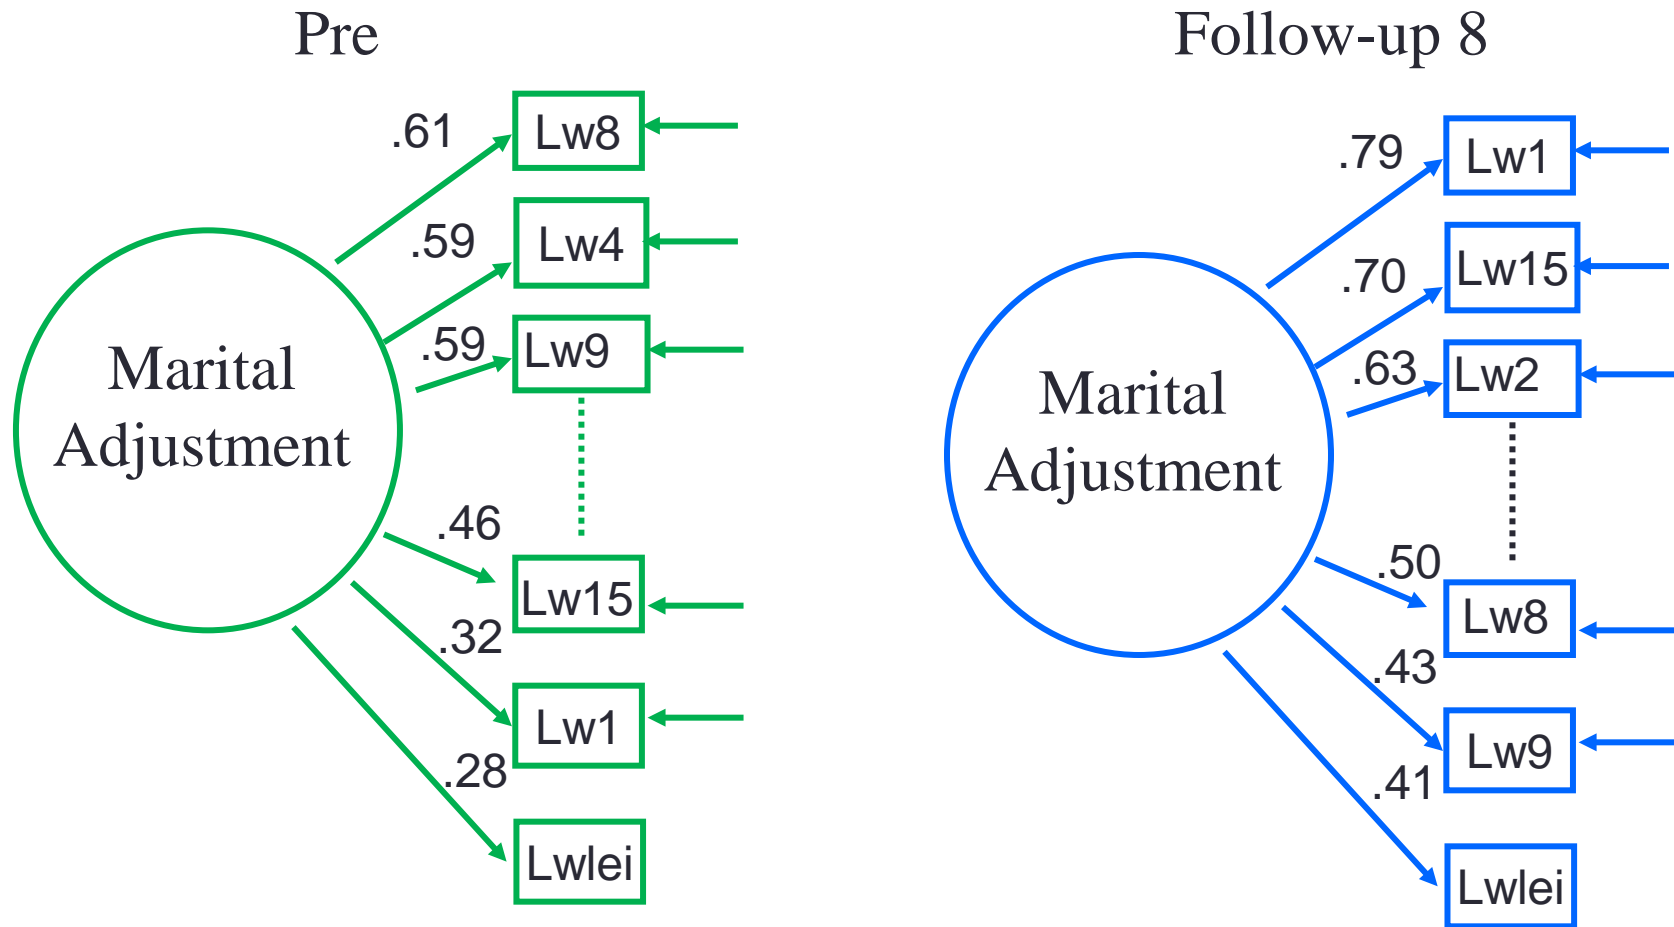 Pre
.61
Lw8
.59
Lw4
.59
Lw9
Marital
Adjustment
.46
Lw15
.32
Lw1
.28
Lwlei
Follow-up 8
.79
Lw1
.70
Lw15
.63
Lw2
Marital
Adjustment
.50
Lw8
.43
Lw9
.41
Lwlei